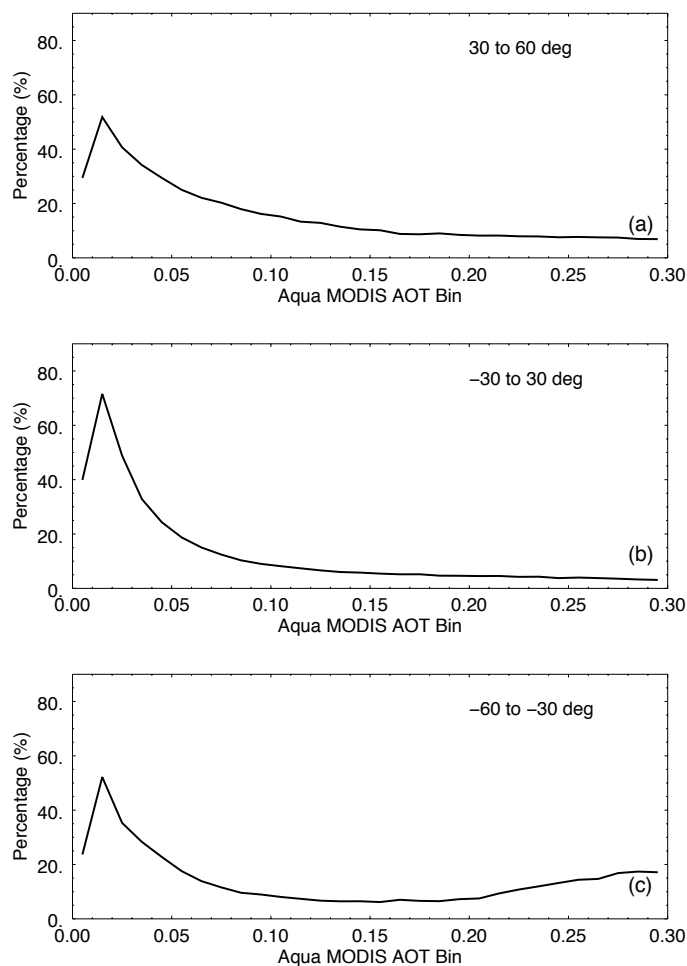 80.
60.
40.
20.
0.
Percentage (%)
30 to 60 deg
(a)
0.00 0.05 0.10 0.15 0.20 0.25 0.30
Aqua MODIS AOT Bin
80.
60.
40.
20.
0.
Percentage (%)
−30 to 30 deg
(b)
0.00 0.05 0.10 0.15 0.20 0.25 0.30
Aqua MODIS AOT Bin
80.
60.
40.
20.
0.
Percentage (%)
−60 to −30 deg
(c)
0.00 0.05 0.10 0.15 0.20 0.25 0.30
Aqua MODIS AOT Bin